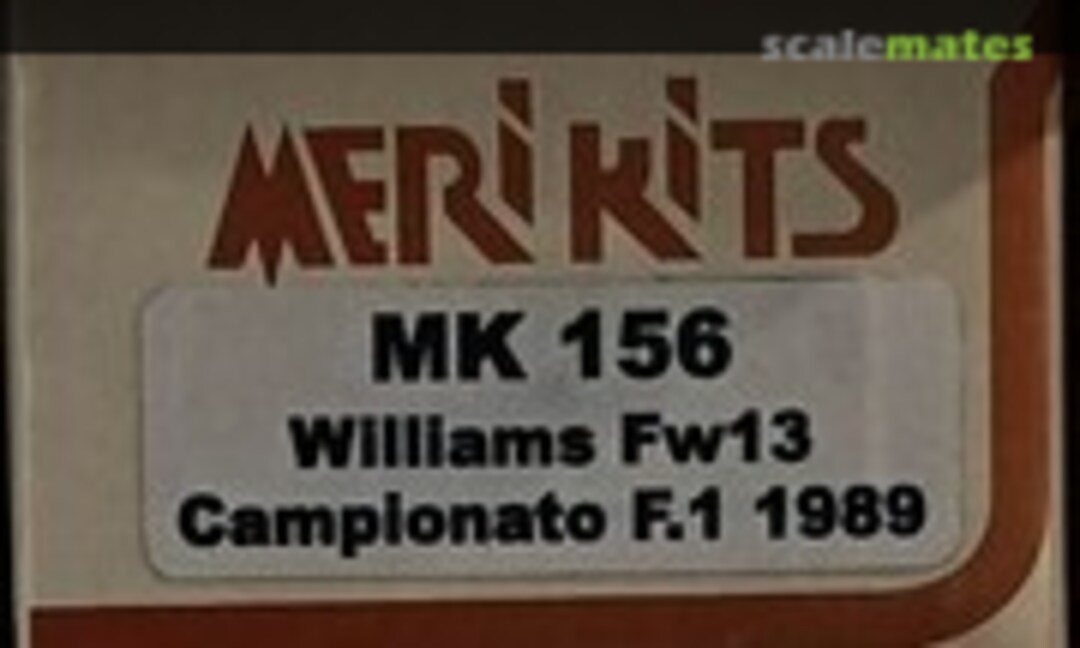 scalemates
MERi KiTS
MK 156
Williams Fw13
Campionato F.1 1989